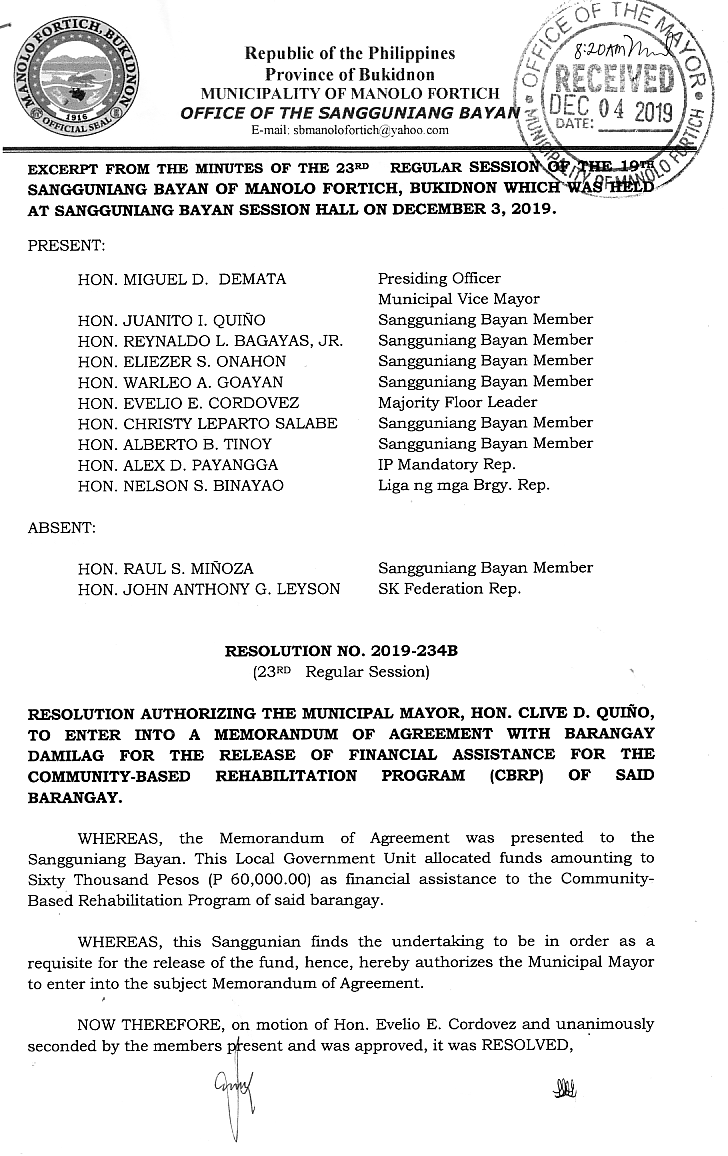 MANOLO FORTICH, BUKIDNON
1916
OFFICIAL SEAL
Republic of the Philippines
Province of Bukidnon
MUNICIPALITY OF MANOLO FORTICH
OFFICE OF THE SANGGUNIANG BAYAN
E-mail: sbmanolofortich@yahoo.com
OFFICE OF THE MAYOR
8:20AM
RECEIVED
DEC 04 2019
DATE:
MUNICIPALITY OF MANOLO FORTICH
EXCERPT FROM THE MINUTES OF THE 23RD REGULAR SESSION OF THE 19TH
SANGGUNIANG BAYAN OF MANOLO FORTICH, BUKIDNON WHICH WAS HELD
AT SANGGUNIANG BAYAN SESSION HALL ON DECEMBER 3, 2019.
PRESENT:
HON. MIGUEL D. DEMATA Presiding Officer
Municipal Vice Mayor
HON. JUANITO I. QUIÑO Sangguniang Bayan Member
HON. REYNALDO L. BAGAYAS, JR. Sangguniang Bayan Member
HON. ELIEZER S. ONAHON Sangguniang Bayan Member
HON. WARLEO A. GOAYAN Sangguniang Bayan Member
HON. EVELIO E. CORDOVEZ Majority Floor Leader
HON. CHRISTY LEPARTO SALABE Sangguniang Bayan Member
HON. ALBERTO B. TINOY Sangguniang Bayan Member
HON. ALEX D. PAYANGGA IP Mandatory Rep.
HON. NELSON S. BINAYAO Liga ng mga Brgy. Rep.
ABSENT:
HON. RAUL S. MIÑOZA Sangguniang Bayan Member
HON. JOHN ANTHONY G. LEYSON SK Federation Rep.
RESOLUTION NO. 2019-234B
(23RD Regular Session)
RESOLUTION AUTHORIZING THE MUNICIPAL MAYOR, HON. CLIVE D. QUIÑO,
TO ENTER INTO A MEMORANDUM OF AGREEMENT WITH BARANGAY
DAMILAG FOR THE RELEASE OF FINANCIAL ASSISTANCE FOR THE
COMMUNITY-BASED REHABILITATION PROGRAM (CBRP) OF SAID
BARANGAY.
WHEREAS, the Memorandum of Agreement was presented to the
Sangguniang Bayan. This Local Government Unit allocated funds amounting to
Sixty Thousand Pesos (P 60,000.00) as financial assistance to the Community-
Based Rehabilitation Program of said barangay.
WHEREAS, this Sanggunian finds the undertaking to be in order as a
requisite for the release of the fund, hence, hereby authorizes the Municipal Mayor
to enter into the subject Memorandum of Agreement.
NOW THEREFORE, on motion of Hon. Evelio E. Cordovez and unanimously
seconded by the members present and was approved, it was RESOLVED,